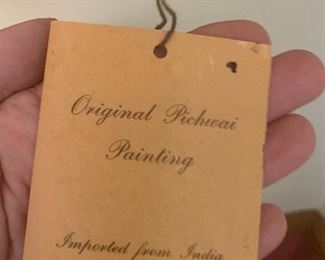 Original Pichwai
Painting
Imported from India